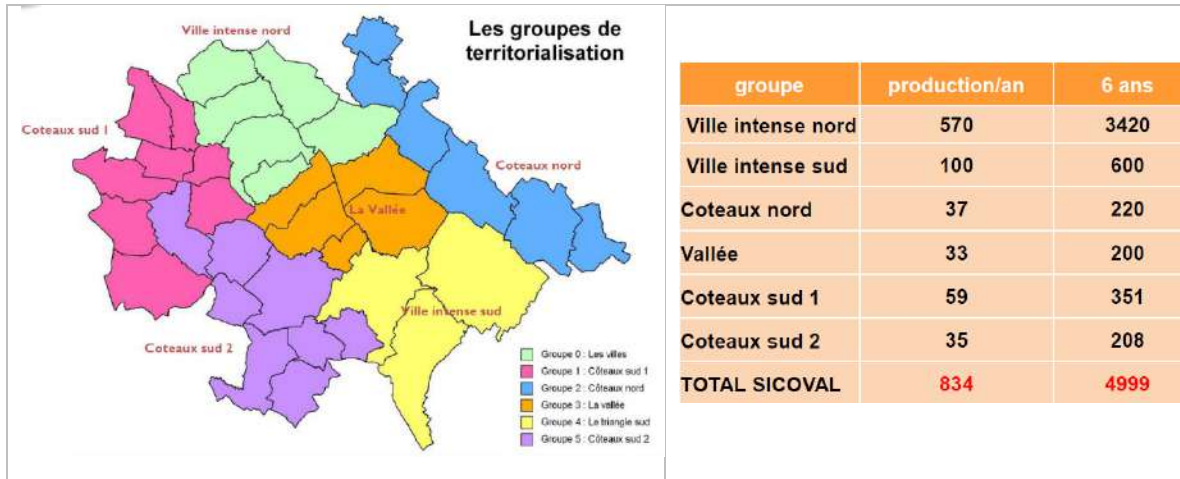 Les groupes de
territorialisation
Ville intense nord
Coteaux sud 1
Coteaux nord
La Vallée
Ville intense sud
Coteaux sud 2
Groupe 0 : Les villes
Groupe 1 : Côteaux sud 1
Groupe 2 : Côteaux nord
Groupe 3 : La vallée
Groupe 4 : Le triangle sud
Groupe 5 : Côteaux sud 2
groupe production/an 6 ans
Ville intense nord 570 3420
Ville intense sud 100 600
Coteaux nord 37 220
Vallée 33 200
Coteaux sud 1 59 351
Coteaux sud 2 35 208
TOTAL SICOVAL 834 4999